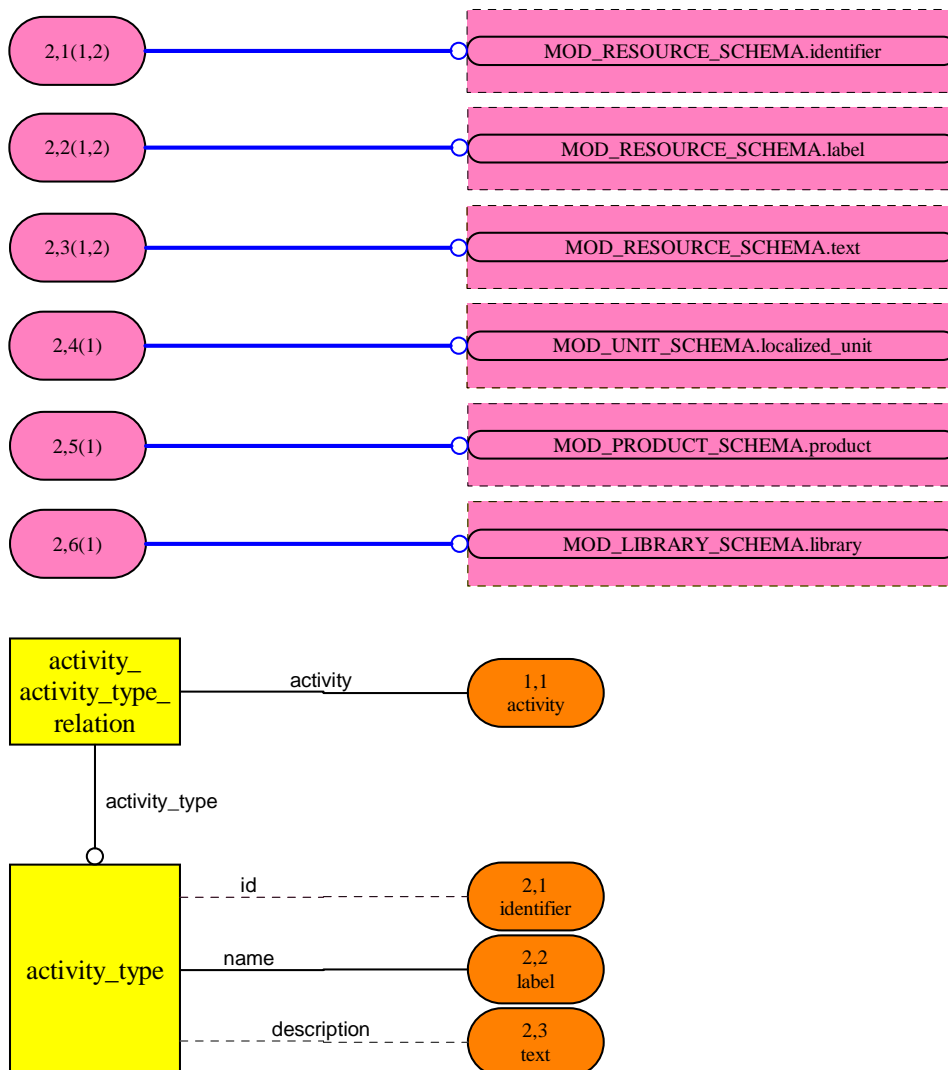 2,1(1,2)
MOD_RESOURCE_SCHEMA.identifier
2,2(1,2)
MOD_RESOURCE_SCHEMA.label
2,3(1,2)
MOD_RESOURCE_SCHEMA.text
2,4(1)
MOD_UNIT_SCHEMA.localized_unit
2,5(1)
MOD_PRODUCT_SCHEMA.product
2,6(1)
MOD_LIBRARY_SCHEMA.library
activity_
activity_type_
relation
activity
1,1
activity
activity_type
activity_type
id
2,1
identifier
name
2,2
label
description
2,3
text